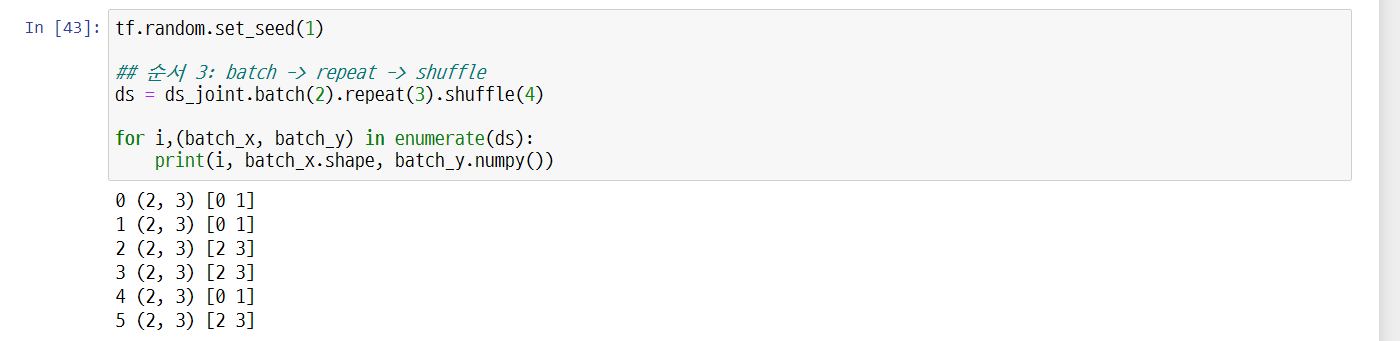 In [43]: tf.random.set_seed(1)
## 순서 3: batch -> repeat -> shuffle
ds = ds_joint.batch(2).repeat(3).shuffle(4)
for i,(batch_x, batch_y) in enumerate(ds):
    print(i, batch_x.shape, batch_y.numpy())
0 (2, 3) [0 1]
1 (2, 3) [0 1]
2 (2, 3) [2 3]
3 (2, 3) [2 3]
4 (2, 3) [0 1]
5 (2, 3) [2 3]